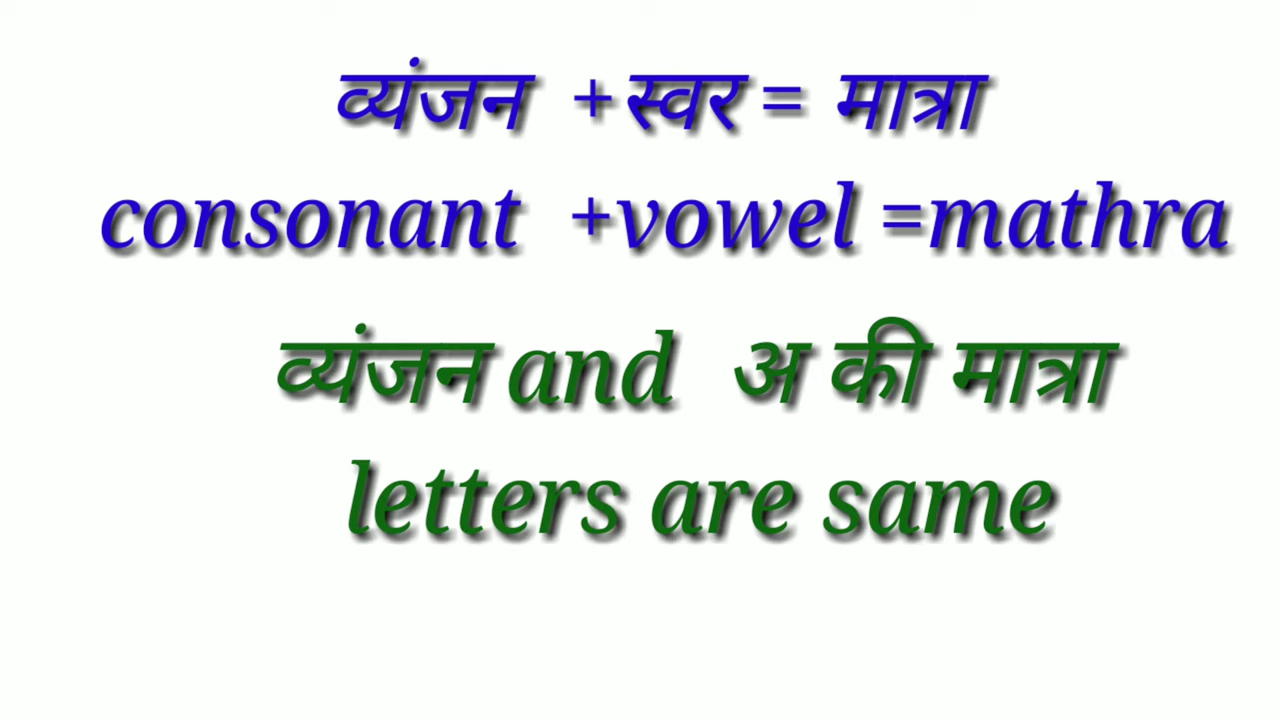 व्यंजन +स्वर = मात्रा
consonant +vowel =mathra
व्यंजन and अ की मात्रा
letters are same